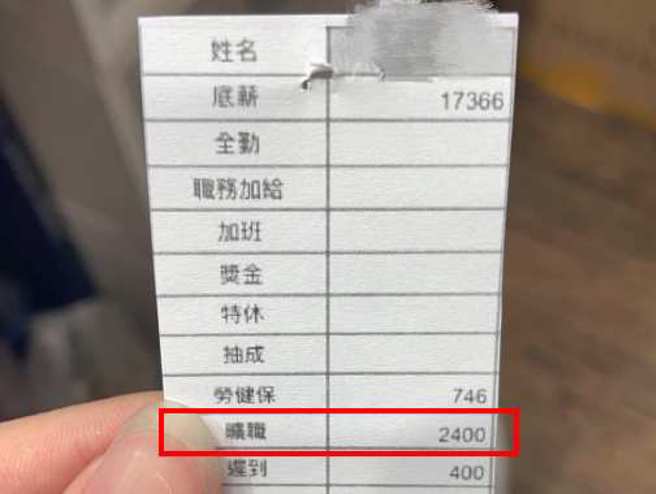 姓名
底薪 17366
全勤
職務加給
加班
獎金
特休
抽成
勞健保 746
曠職 2400
遲到 400